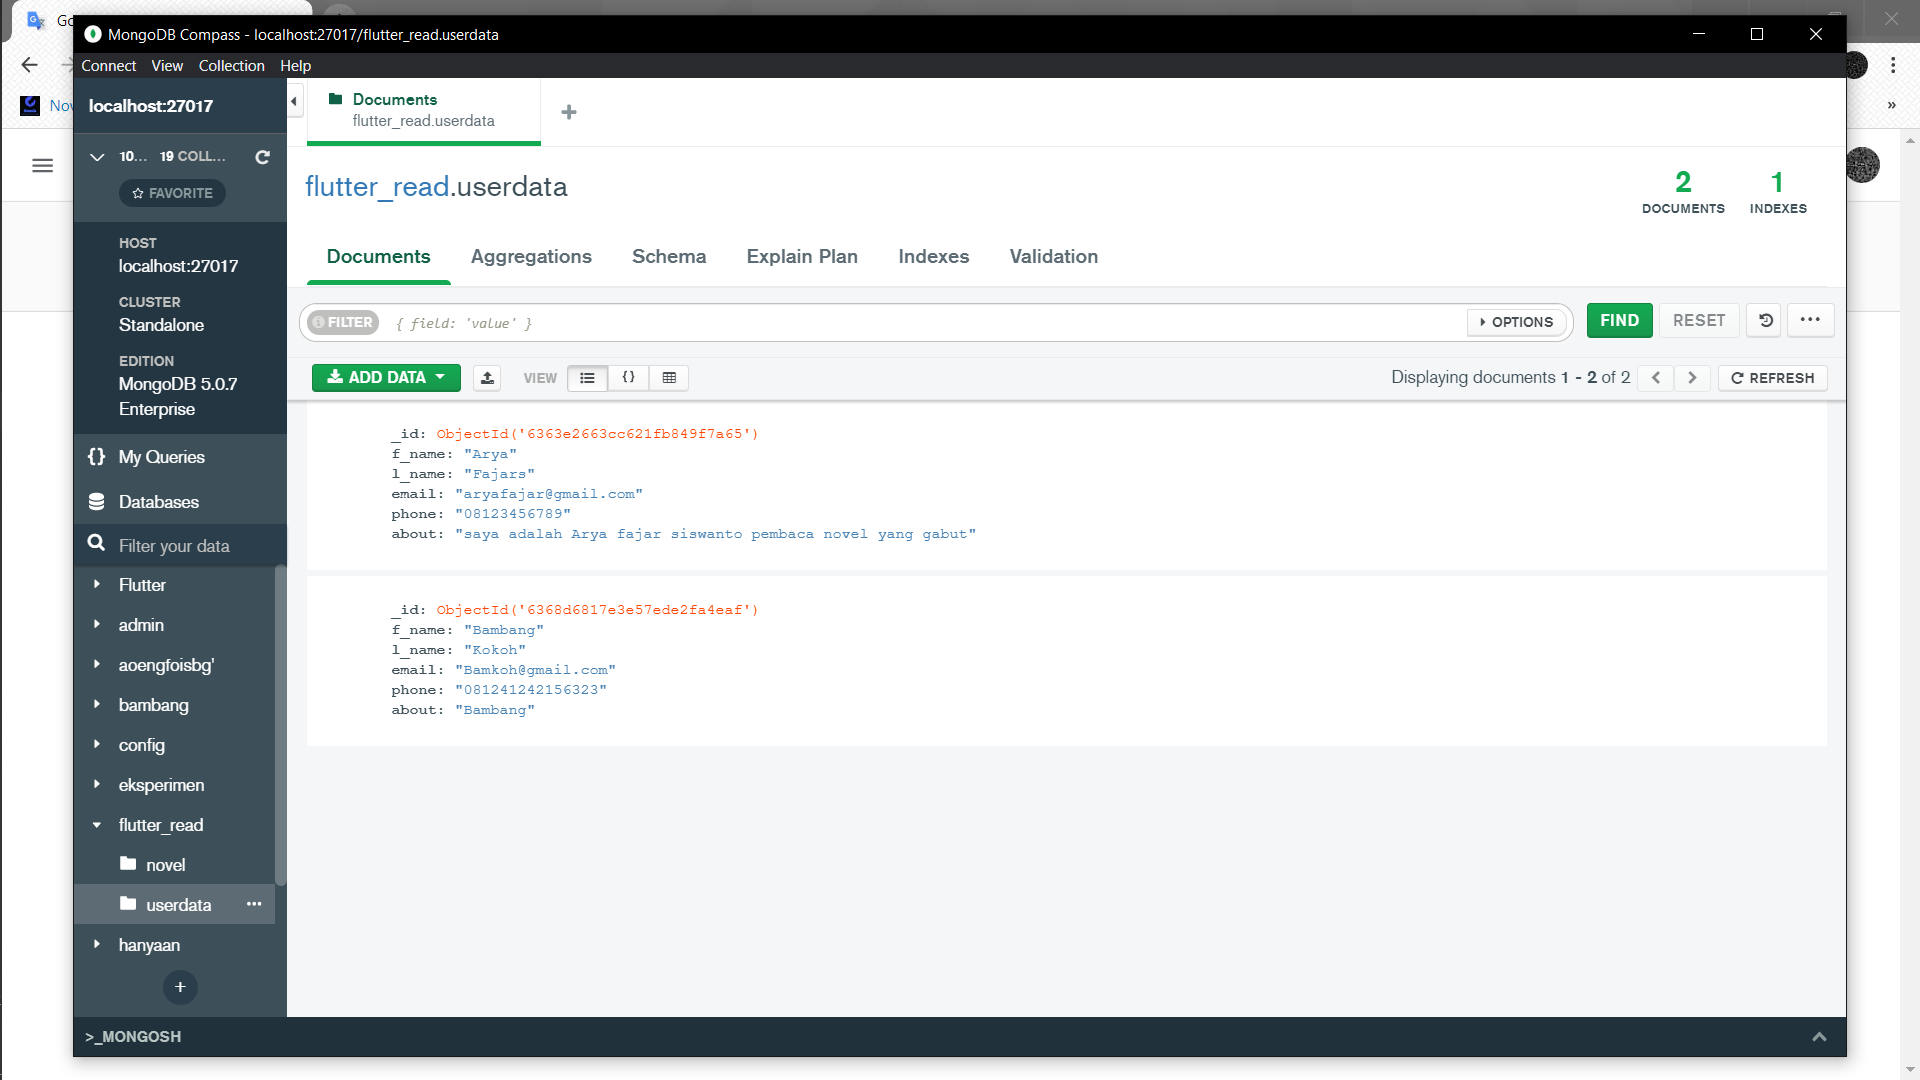 MongoDB Compass - localhost:27017/flutter_read.userdata
Connect View Collection Help
localhost:27017
10... 19 COLL...
FAVORITE
HOST
localhost:27017
CLUSTER
Standalone
EDITION
MongoDB 5.0.7
Enterprise
{} My Queries
Databases
Filter your data
Flutter
admin
aoengfoisbg'
bambang
config
eksperimen
flutter_read
novel
userdata
hanyaan
+
Documents
flutter_read.userdata
+
flutter_read.userdata
2
DOCUMENTS
1
INDEXES
Documents Aggregations Schema Explain Plan Indexes Validation
FILTER { field: 'value' } OPTIONS FIND RESET
ADD DATA VIEW {} Displaying documents 1 - 2 of 2 REFRESH
_id: ObjectId('6363e2663cc621fb849f7a65')
f_name: "Arya"
l_name: "Fajars"
email: "aryafajar@gmail.com"
phone: "08123456789"
about: "saya adalah Arya fajar siswanto pembaca novel yang gabut"
_id: ObjectId('6368d6817e3e57ede2fa4eaf')
f_name: "Bambang"
l_name: "Kokoh"
email: "Bamkoh@gmail.com"
phone: "081241242156323"
about: "Bambang"
>_MONGOSH